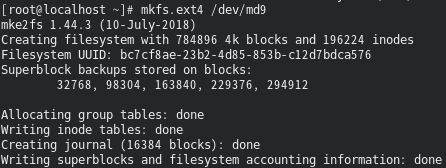 [root@localhost ~]# mkfs.ext4 /dev/md9
mke2fs 1.44.3 (10-July-2018)
Creating filesystem with 784896 4k blocks and 196224 inodes
Filesystem UUID: bc7cf8ae-23b2-4d85-853b-c12d7bdca576
Superblock backups stored on blocks:
        32768, 98304, 163840, 229376, 294912

Allocating group tables: done
Writing inode tables: done
Creating journal (16384 blocks): done
Writing superblocks and filesystem accounting information: done